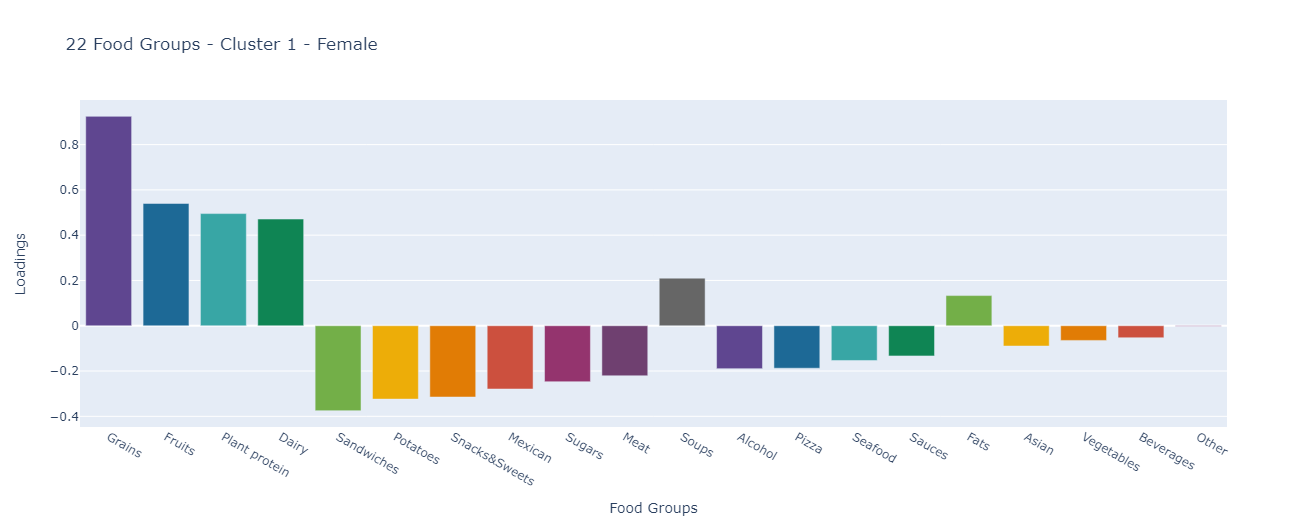 22 Food Groups - Cluster 1 - Female
Loadings
0.8
0.6
0.4
0.2
0
−0.2
−0.4
Grains
Fruits
Plant protein
Dairy
Sandwiches
Potatoes
Snacks&Sweets
Mexican
Sugars
Meat
Soups
Alcohol
Pizza
Seafood
Sauces
Fats
Asian
Vegetables
Beverages
Other
Food Groups